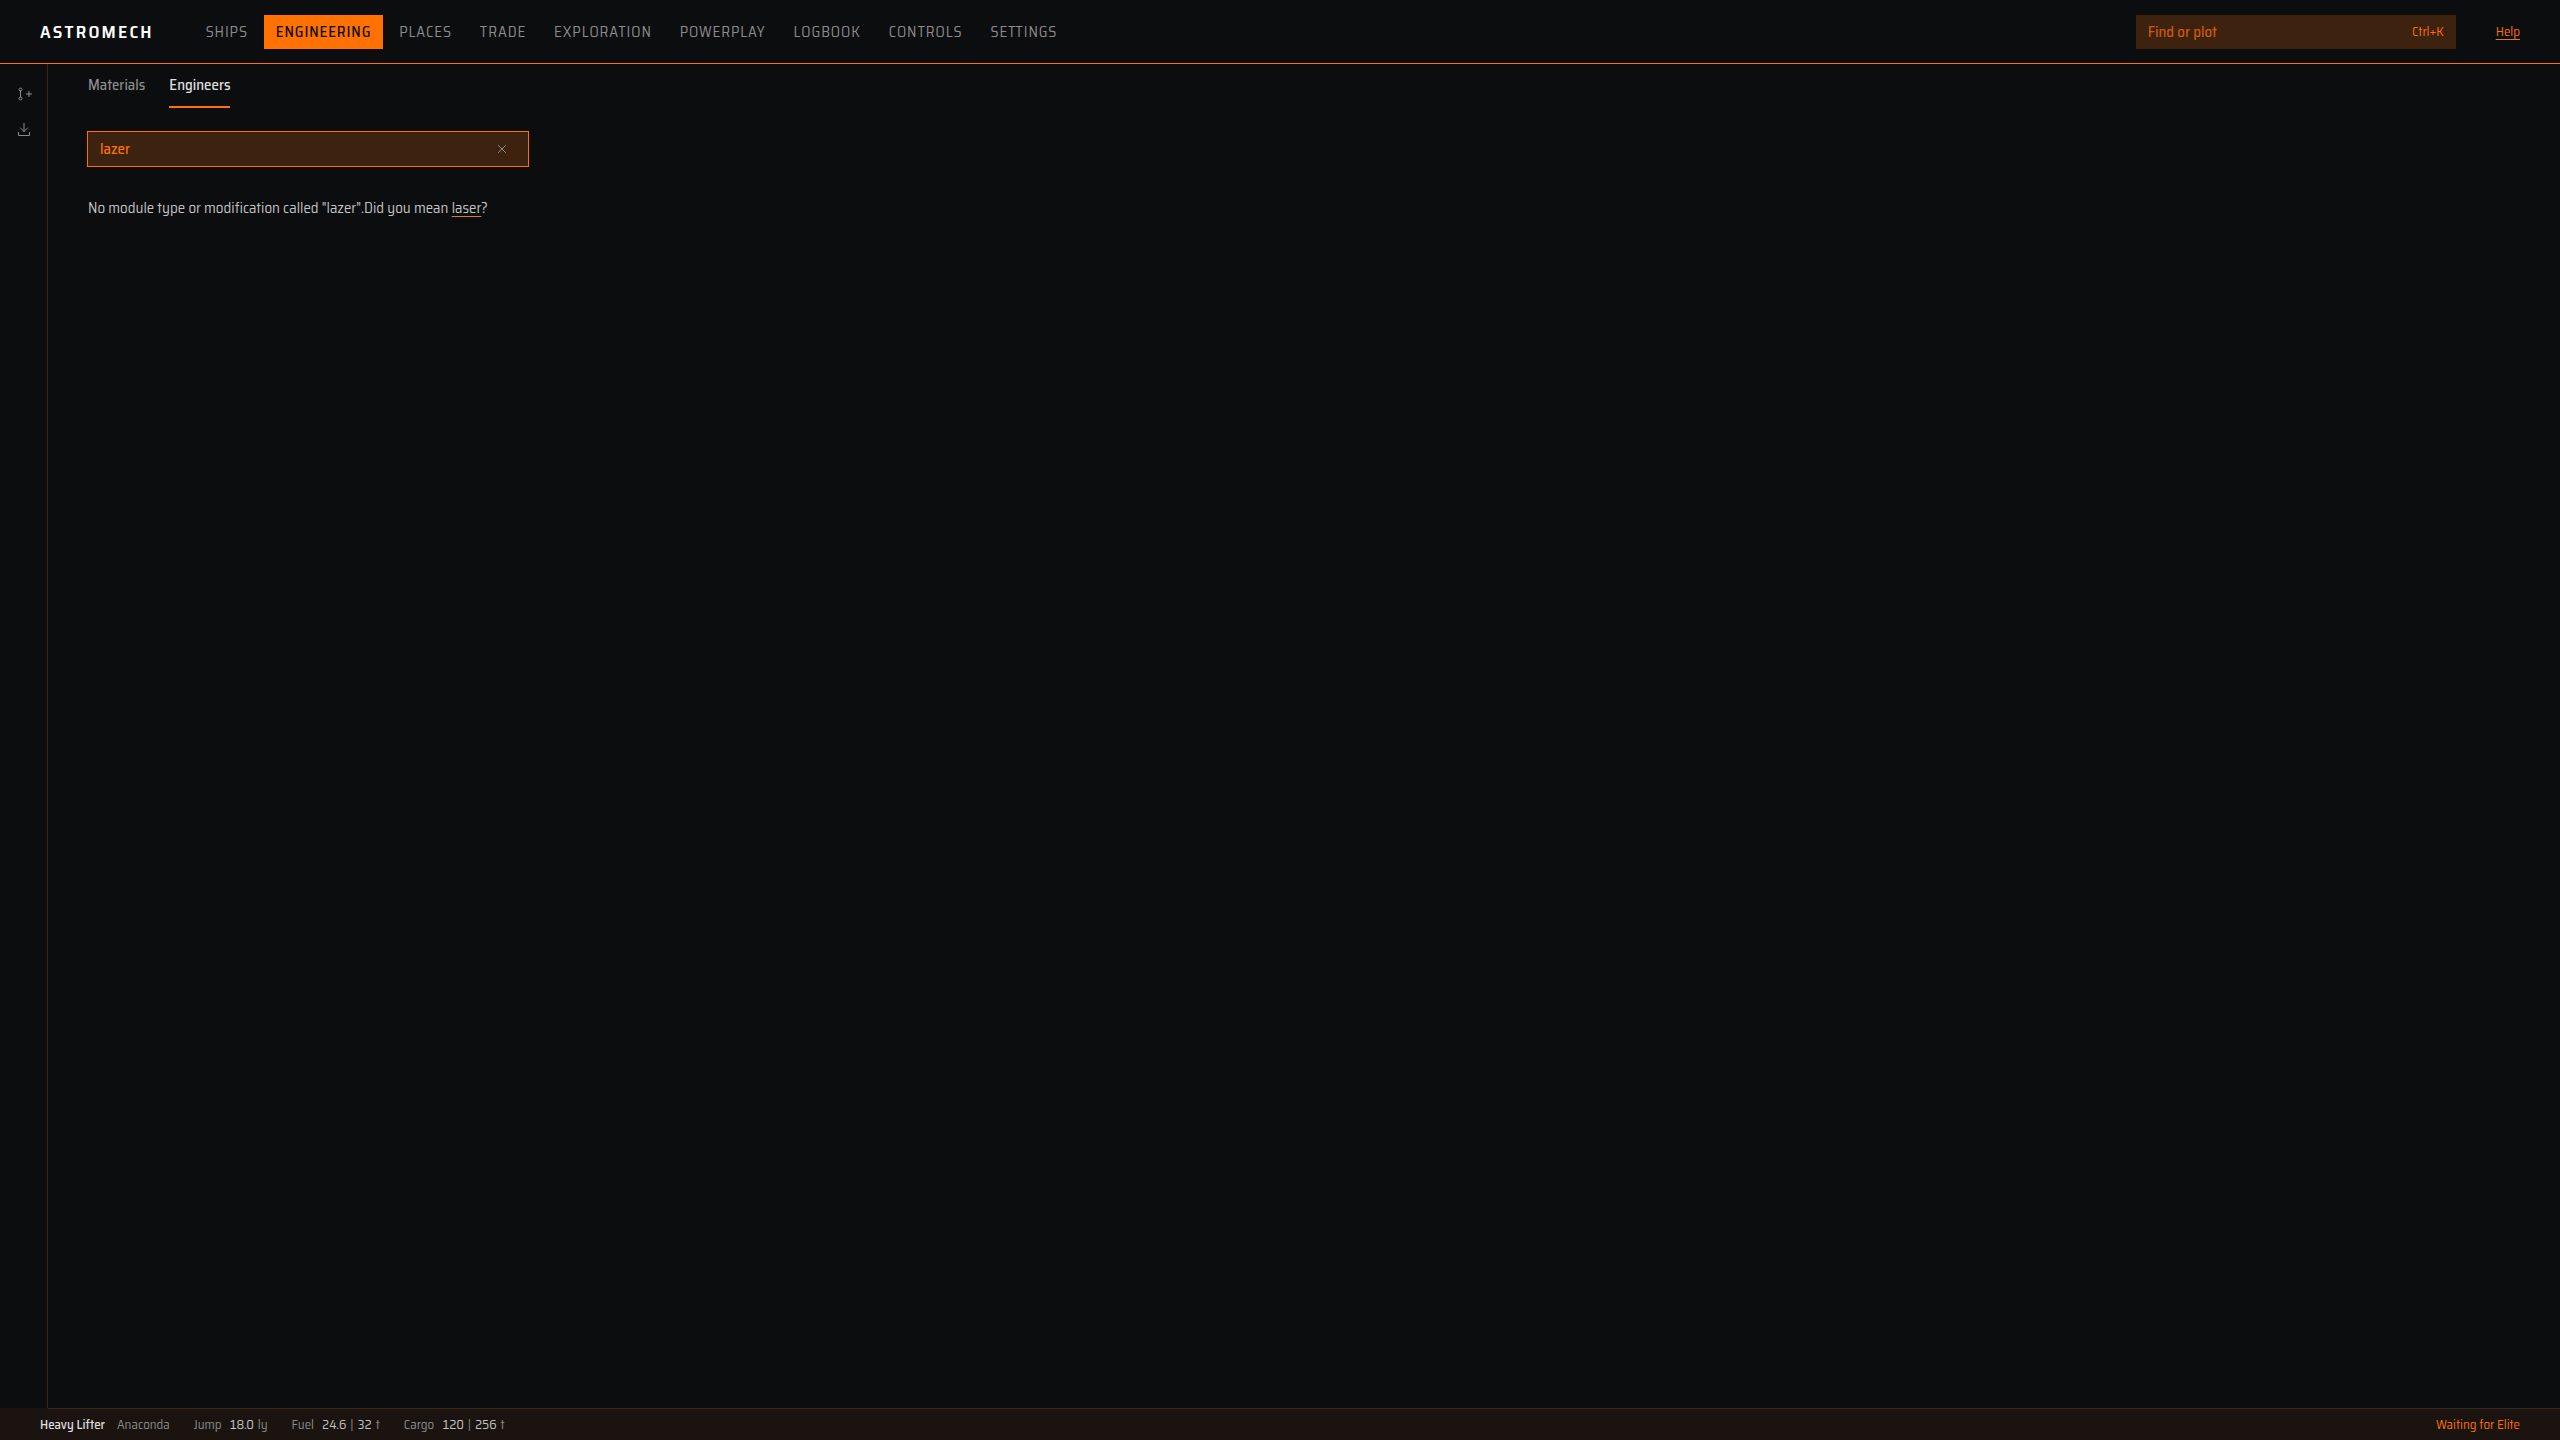 ASTROMECH SHIPS ENGINEERING PLACES TRADE EXPLORATION POWERPLAY LOGBOOK CONTROLS SETTINGS Find or plot Ctrl+K Help
Materials Engineers
lazer
No module type or modification called "lazer".Did you mean laser?
Heavy Lifter Anaconda Jump 18.0 ly Fuel 24.6 | 32 t Cargo 120 | 256 t Waiting for Elite